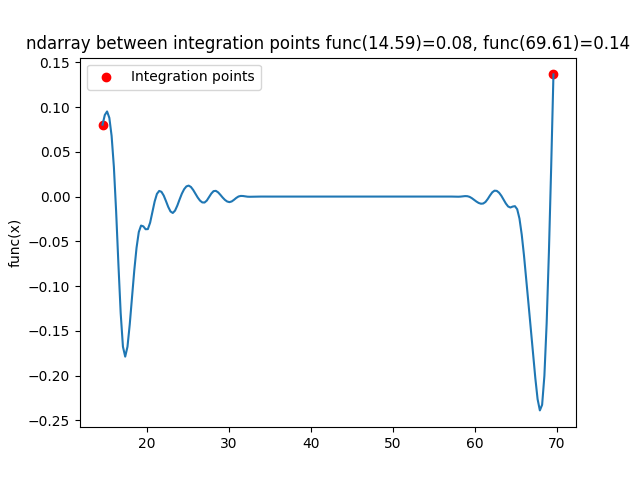 ndarray between integration points func(14.59)=0.08, func(69.61)=0.14
Integration points
func(x)
0.15
0.10
0.05
0.00
−0.05
−0.10
−0.15
−0.20
−0.25
20 30 40 50 60 70